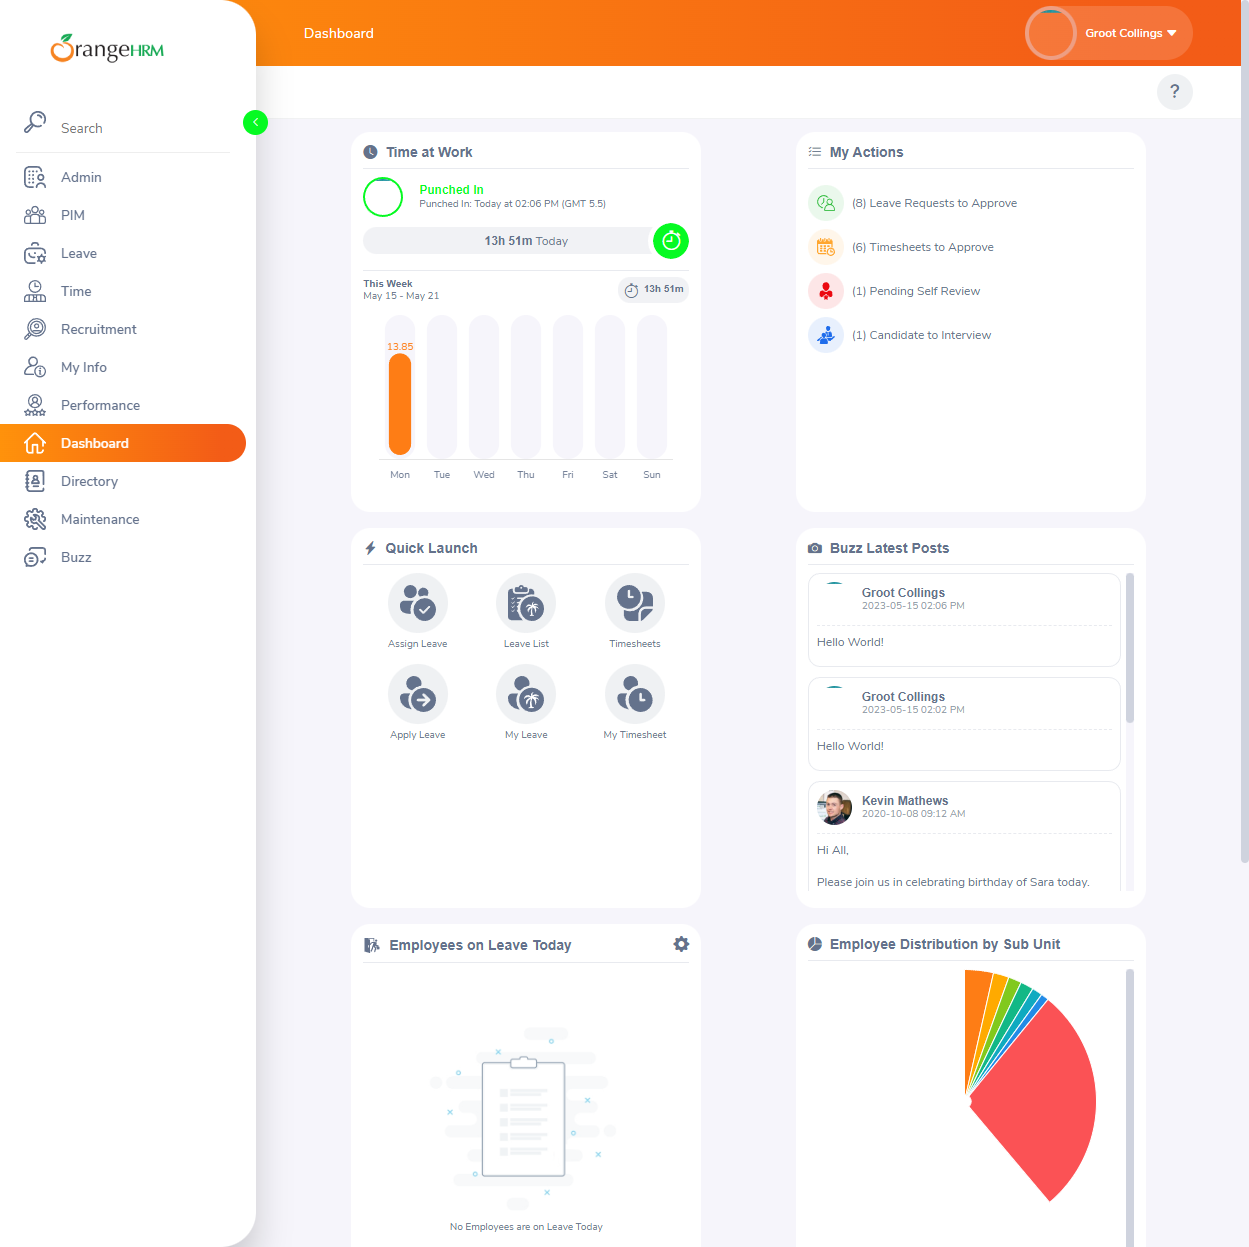 OrangeHRM
Dashboard
Groot Collings
?
Search
Admin
PIM
Leave
Time
Recruitment
My Info
Performance
Dashboard
Directory
Maintenance
Buzz
Time at Work
Punched In
Punched In: Today at 02:06 PM (GMT 5.5)
13h 51m Today
This Week
May 15 - May 21
13h 51m
13.85
Mon Tue Wed Thu Fri Sat Sun
My Actions
(8) Leave Requests to Approve
(6) Timesheets to Approve
(1) Pending Self Review
(1) Candidate to Interview
Quick Launch
Assign Leave Leave List Timesheets
Apply Leave My Leave My Timesheet
Buzz Latest Posts
Groot Collings
2023-05-15 02:06 PM
Hello World!
Groot Collings
2023-05-15 02:02 PM
Hello World!
Kevin Mathews
2020-10-08 09:12 AM
Hi All,
Please join us in celebrating birthday of Sara today.
Employees on Leave Today
No Employees are on Leave Today
Employee Distribution by Sub Unit